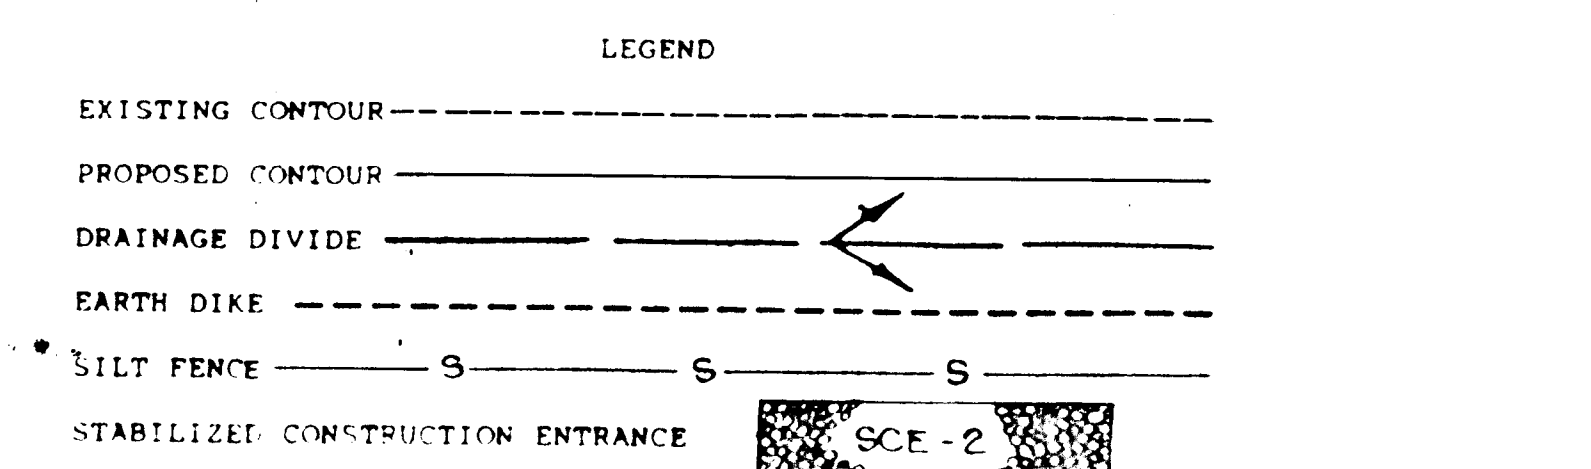 LEGEND
EXISTING CONTOUR
PROPOSED CONTOUR
DRAINAGE DIVIDE
EARTH DIKE
SILT FENCE S S S
STABILIZED CONSTRUCTION ENTRANCE SCE-2